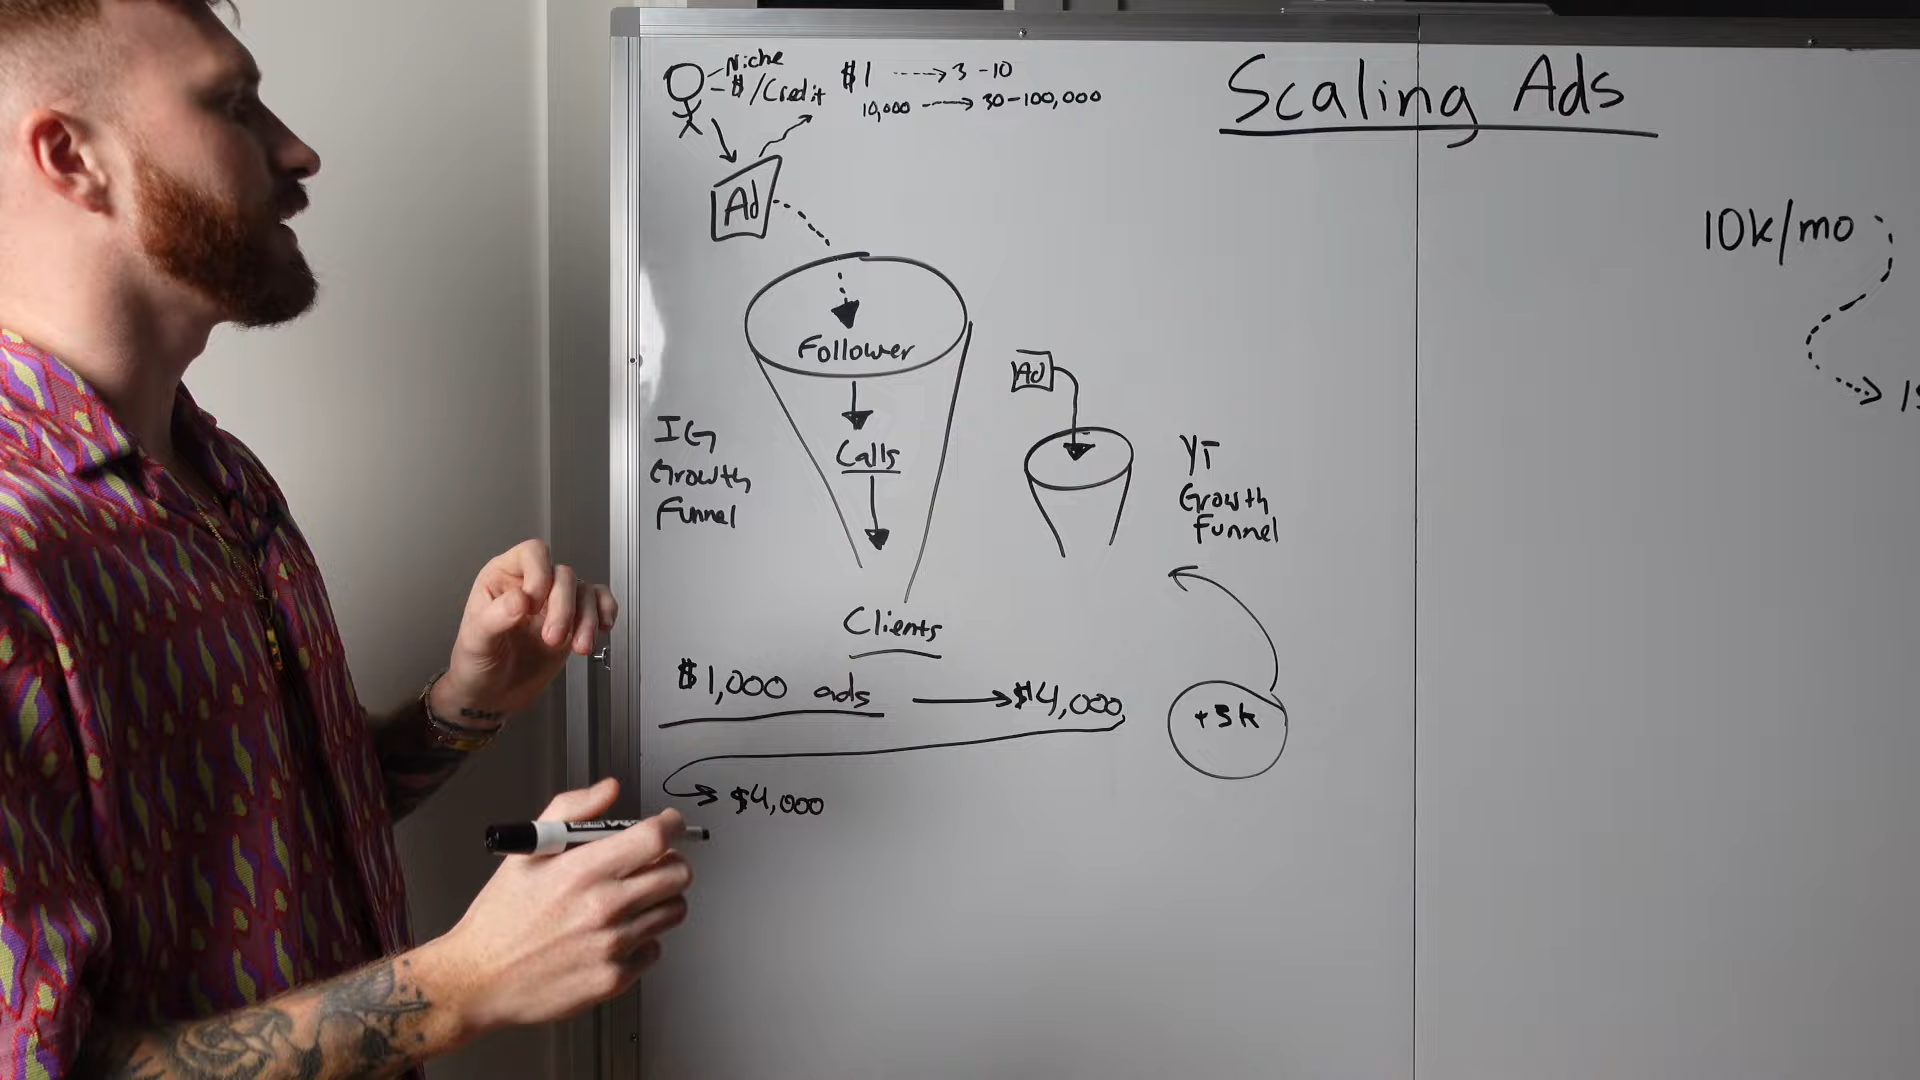 Niche
$/Credit
$1 3-10
10,000 30-100,000
Scaling Ads
10k/mo
Ad
Follower
Ad
Calls
IG
Growth
Funnel
YT
Growth
Funnel
Clients
$1,000 ads $4,000
+3k
$4,000